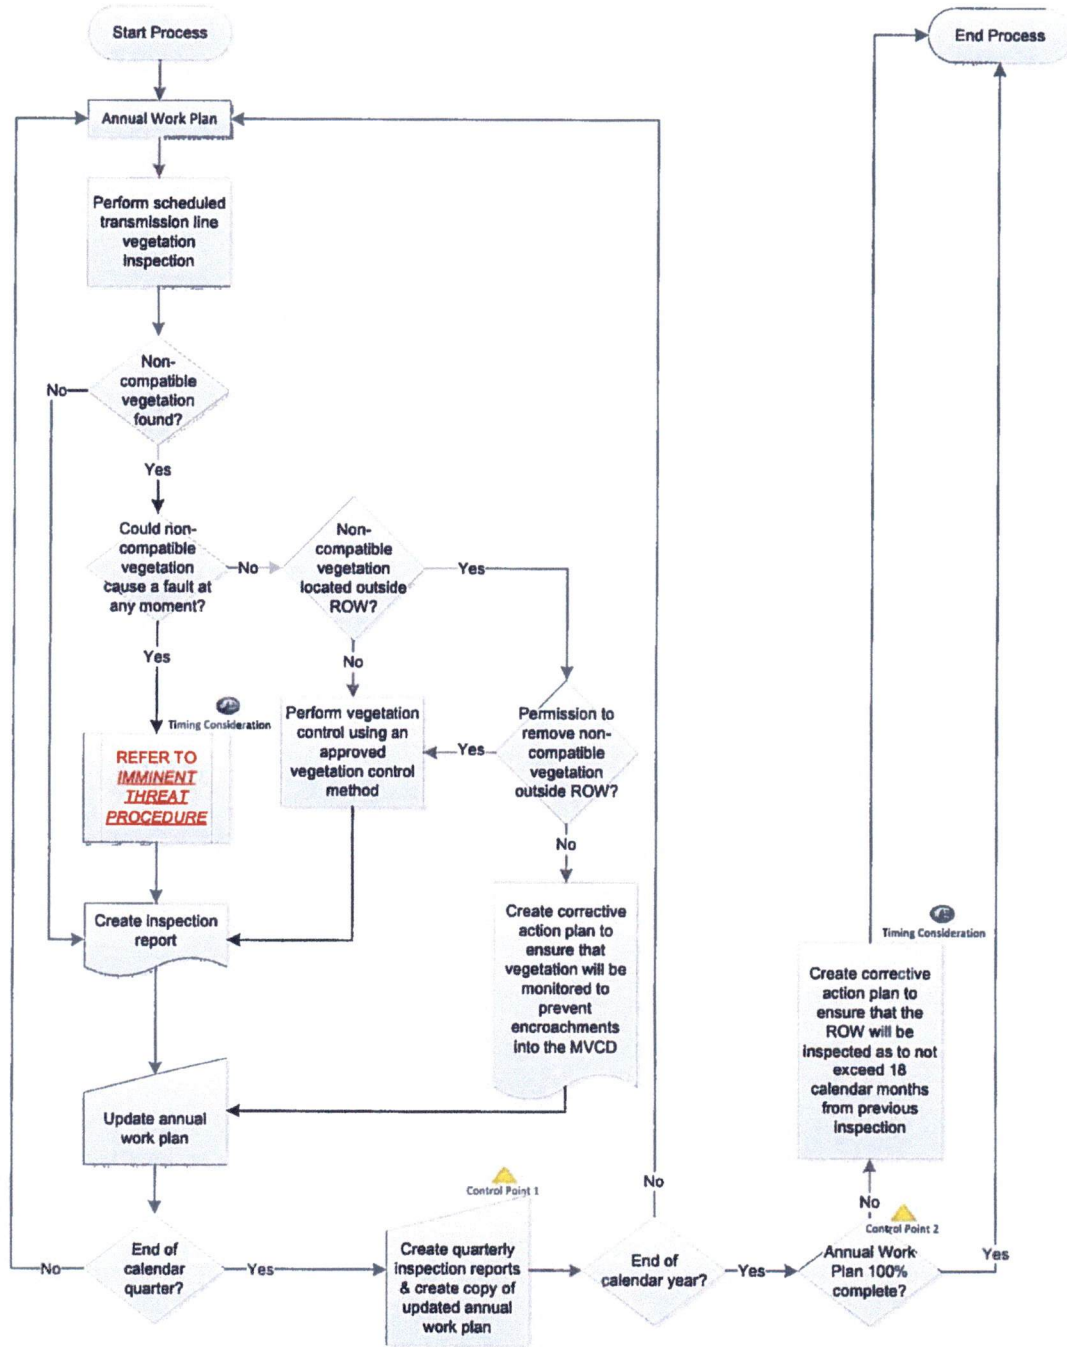 Start Process
End Process
Annual Work Plan
Perform scheduled
transmission line
vegetation
inspection
Non-
compatible
vegetation
found?
No
Yes
Could non-
compatible
vegetation
cause a fault at
any moment?
No
Non-
compatible
vegetation
located outside
ROW?
Yes
Yes
No
Timing Consideration
REFER TO
IMMINENT
THREAT
PROCEDURE
Perform vegetation
control using an
approved
vegetation control
method
Yes
Permission to
remove non-
compatible
vegetation
outside ROW?
No
Create inspection
report
Create corrective
action plan to
ensure that
vegetation will be
monitored to
prevent
encroachments
into the MVCD
Timing Consideration
Create corrective
action plan to
ensure that the
ROW will be
inspected as to not
exceed 18
calendar months
from previous
inspection
Update annual
work plan
End of
calendar
quarter?
No
Yes
Control Point 1
Create quarterly
inspection reports
& create copy of
updated annual
work plan
No
End of
calendar year?
Yes
No
Control Point 2
Annual Work
Plan 100%
complete?
Yes